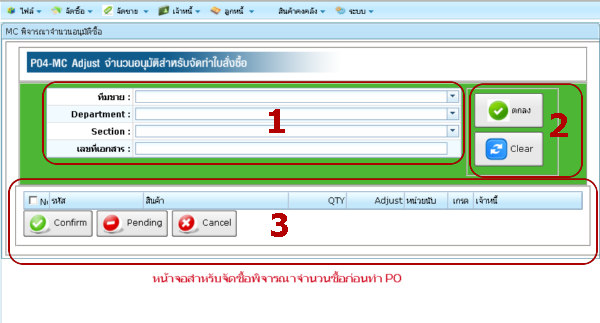 ไฟล์ จัดซื้อ จัดขาย เจ้าหนี้ ลูกหนี้ สินค้าคงคลัง ระบบ
MC พิจารณาจำนวนอนุมัติซื้อ
P04-MC Adjust จำนวนอนุมัติสำหรับจัดทำใบสั่งซื้อ
ทีมขาย :
Department :
Section :
เลขที่เอกสาร :
1
ตกลง
Clear
2
No รหัส สินค้า QTY Adjust หน่วยนับ เกรด เจ้าหนี้
Confirm Pending Cancel
3
หน้าจอสำหรับจัดซื้อพิจารณาจำนวนซื้อก่อนทำ PO